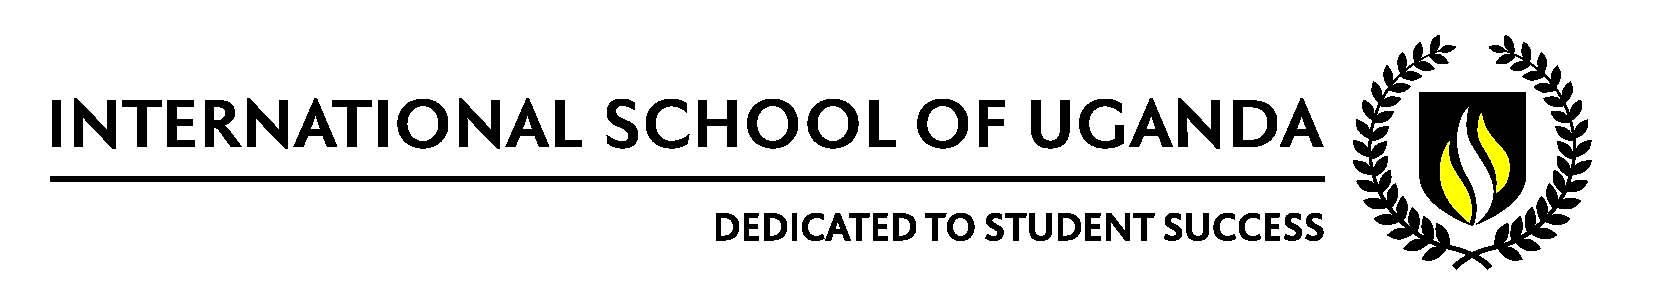 INTERNATIONAL SCHOOL OF UGANDA
DEDICATED TO STUDENT SUCCESS